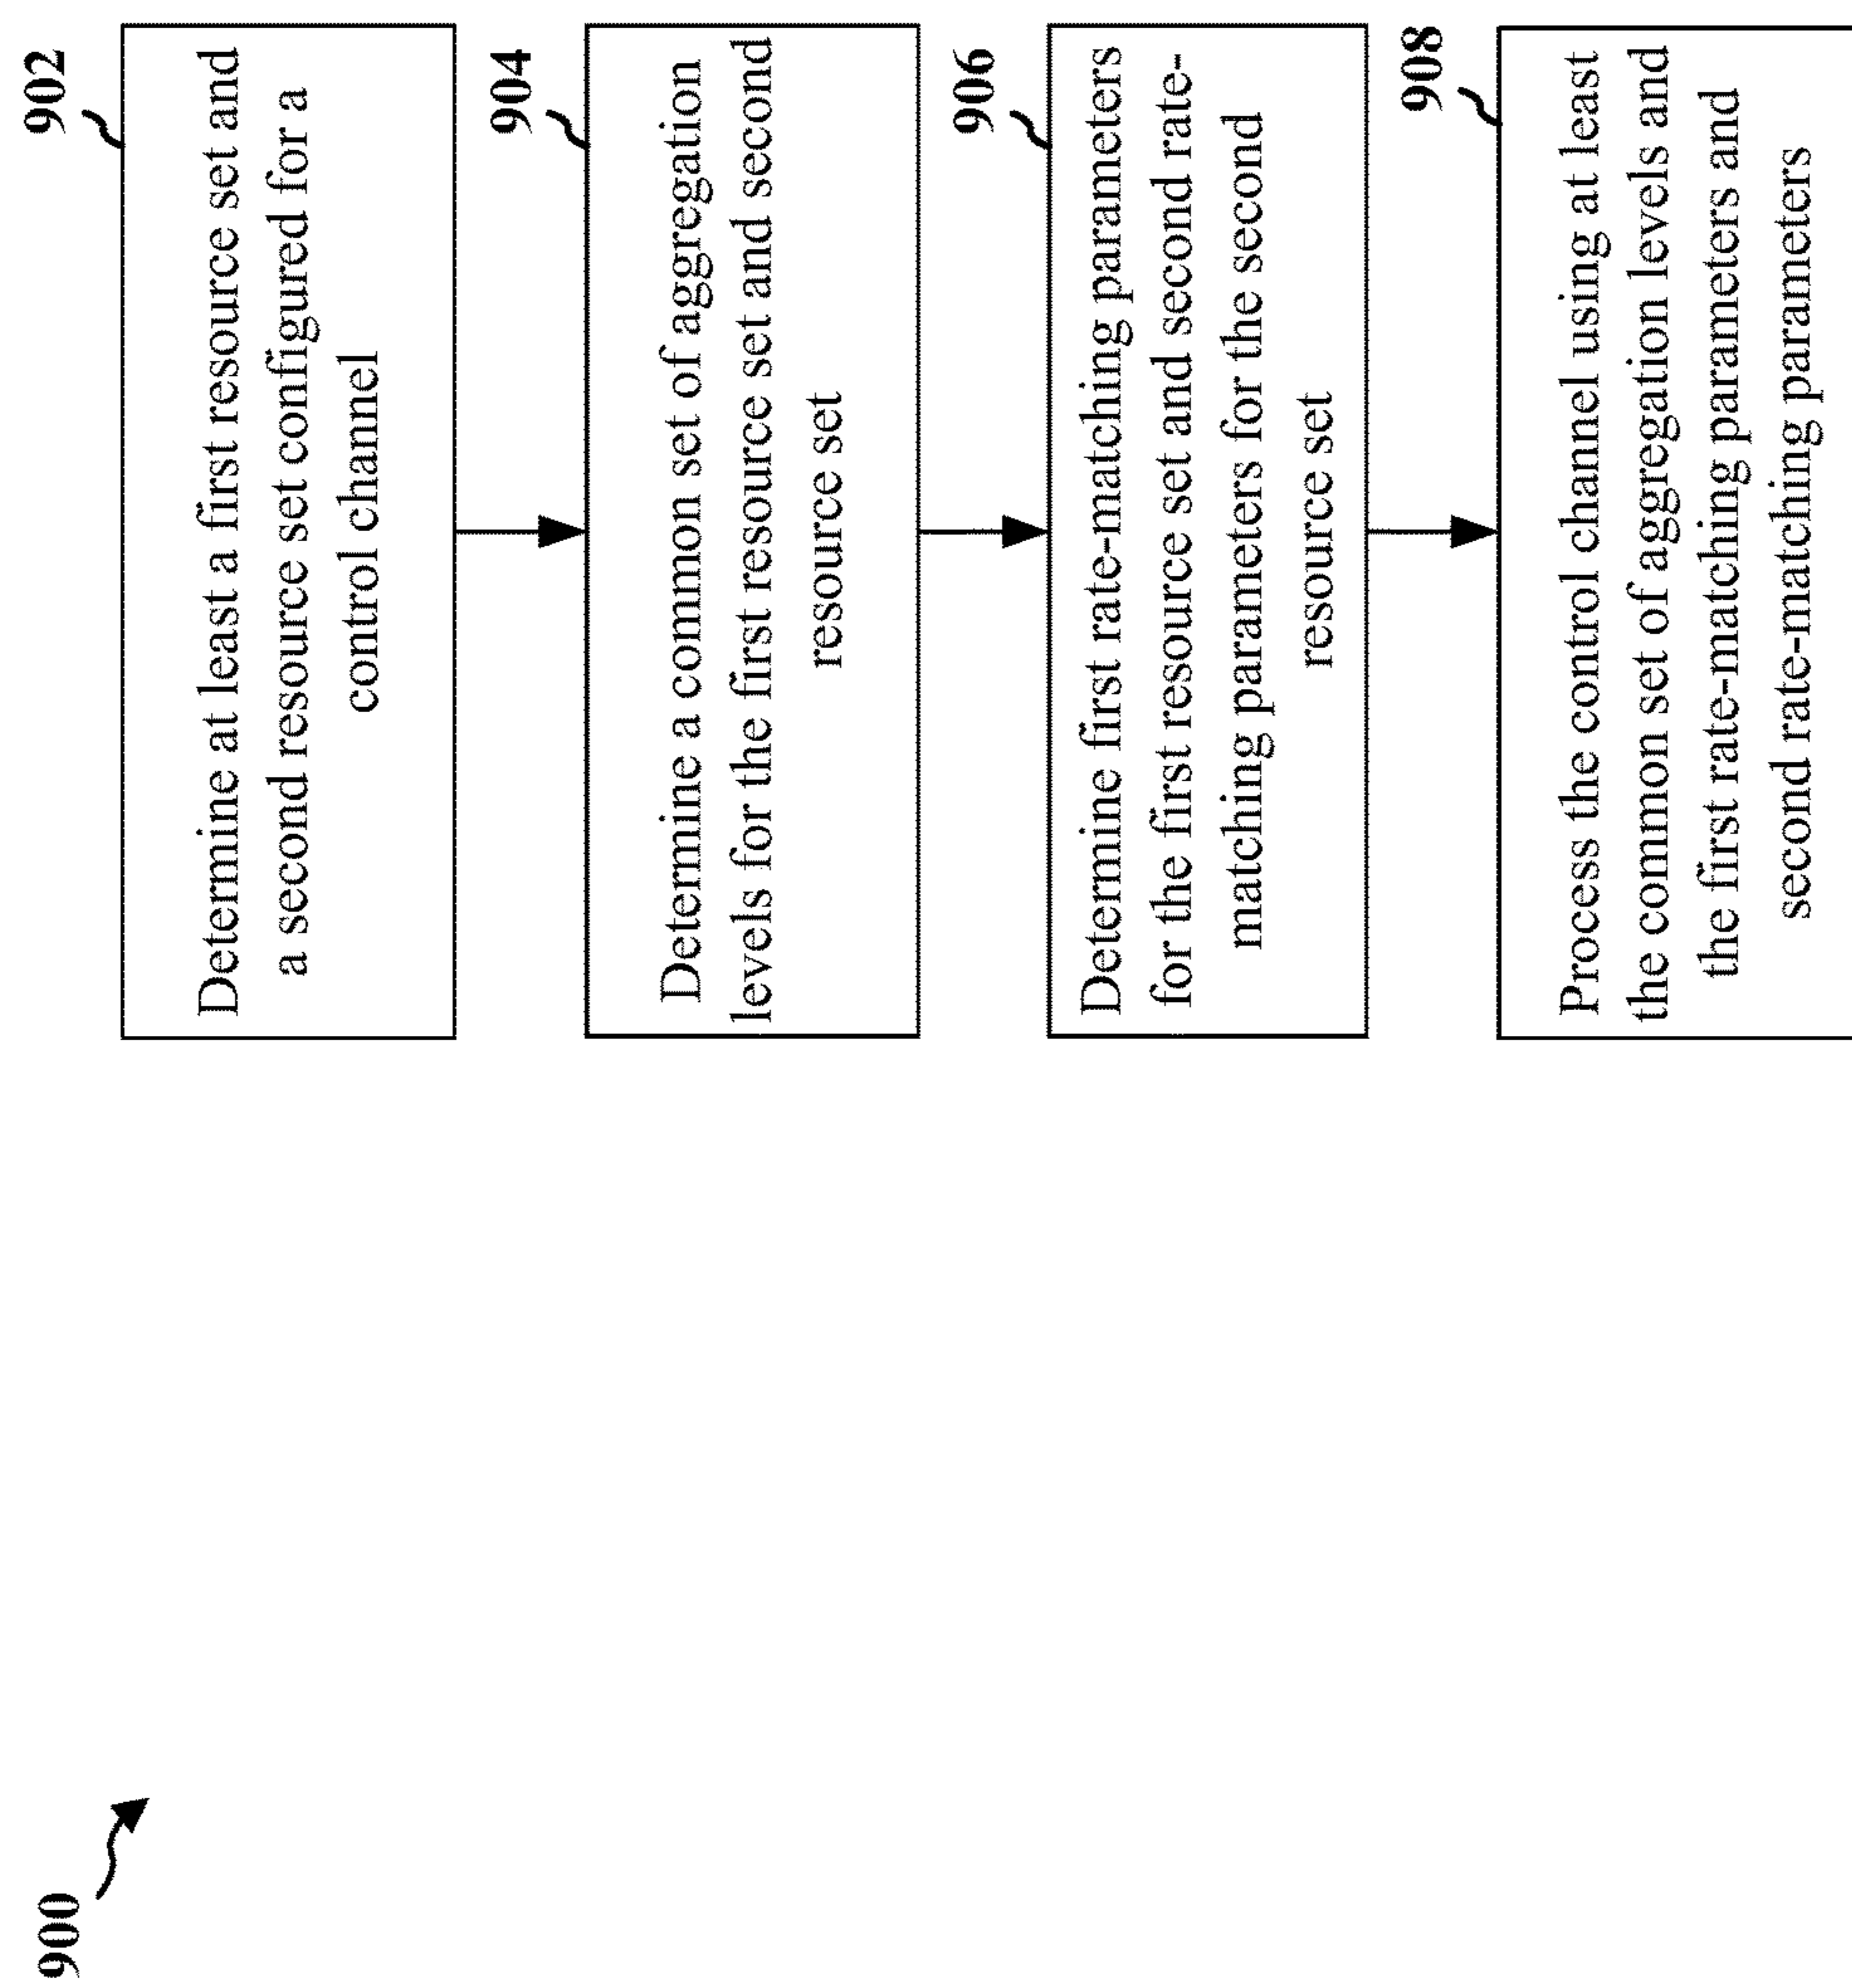 900
902
Determine at least a first resource set and
a second resource set configured for a
control channel
904
Determine a common set of aggregation
levels for the first resource set and second
resource set
906
Determine first rate-matching parameters
for the first resource set and second rate-
matching parameters for the second
resource set
908
Process the control channel using at least
the common set of aggregation levels and
the first rate-matching parameters and
second rate-matching parameters